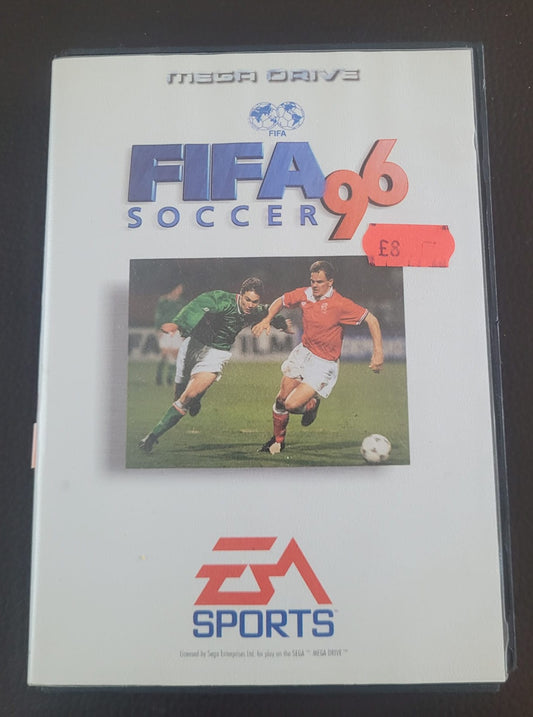 MEGA DRIVE
FIFA
FIFA 96
SOCCER
£8
EA
SPORTS™
Licensed by Sega Enterprises Ltd. for play on the SEGA™ MEGA DRIVE™